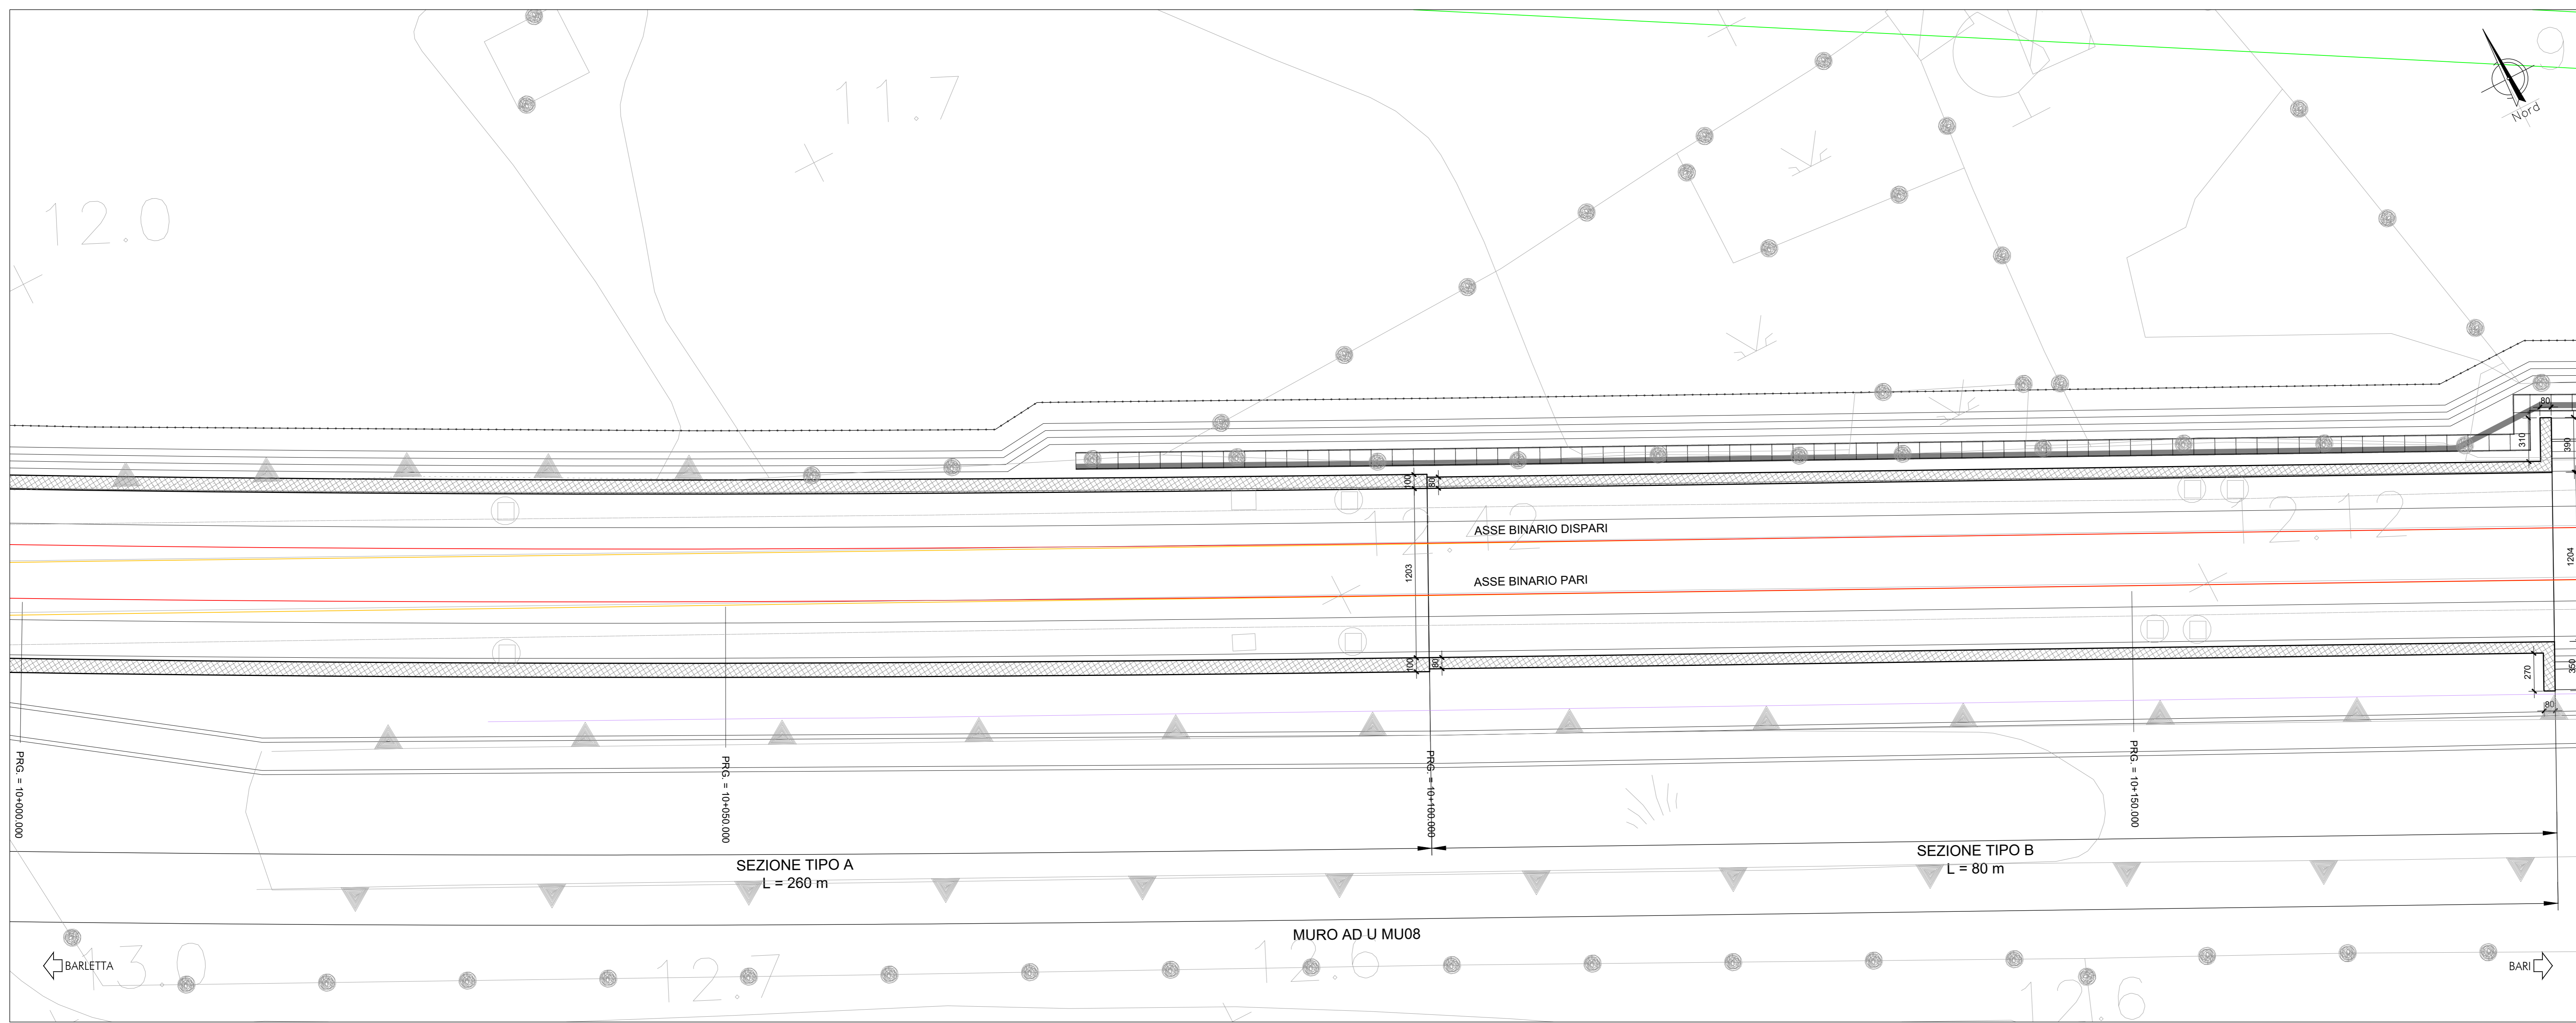 11.7
12.0
9
Nord
80
310
390
100
80
12.42
12.12
ASSE BINARIO DISPARI
1203
1204
ASSE BINARIO PARI
100
80
270
350
80
PRG. = 10+000.000
PRG. = 10+050.000
PRG. = 10+100.000
PRG. = 10+150.000
SEZIONE TIPO A
L = 260 m
SEZIONE TIPO B
L = 80 m
MURO AD U MU08
13.0
12.7
12.6
12.6
BARLETTA
BARI